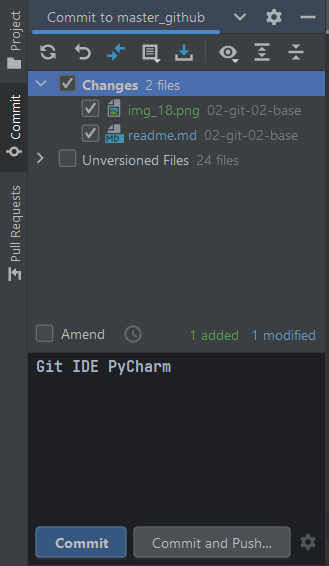 Commit to master_github
Project
Commit
Pull Requests
Changes 2 files
img_18.png 02-git-02-base
MD readme.md 02-git-02-base
Unversioned Files 24 files
Amend 1 added 1 modified
Git IDE PyCharm
Commit Commit and Push...